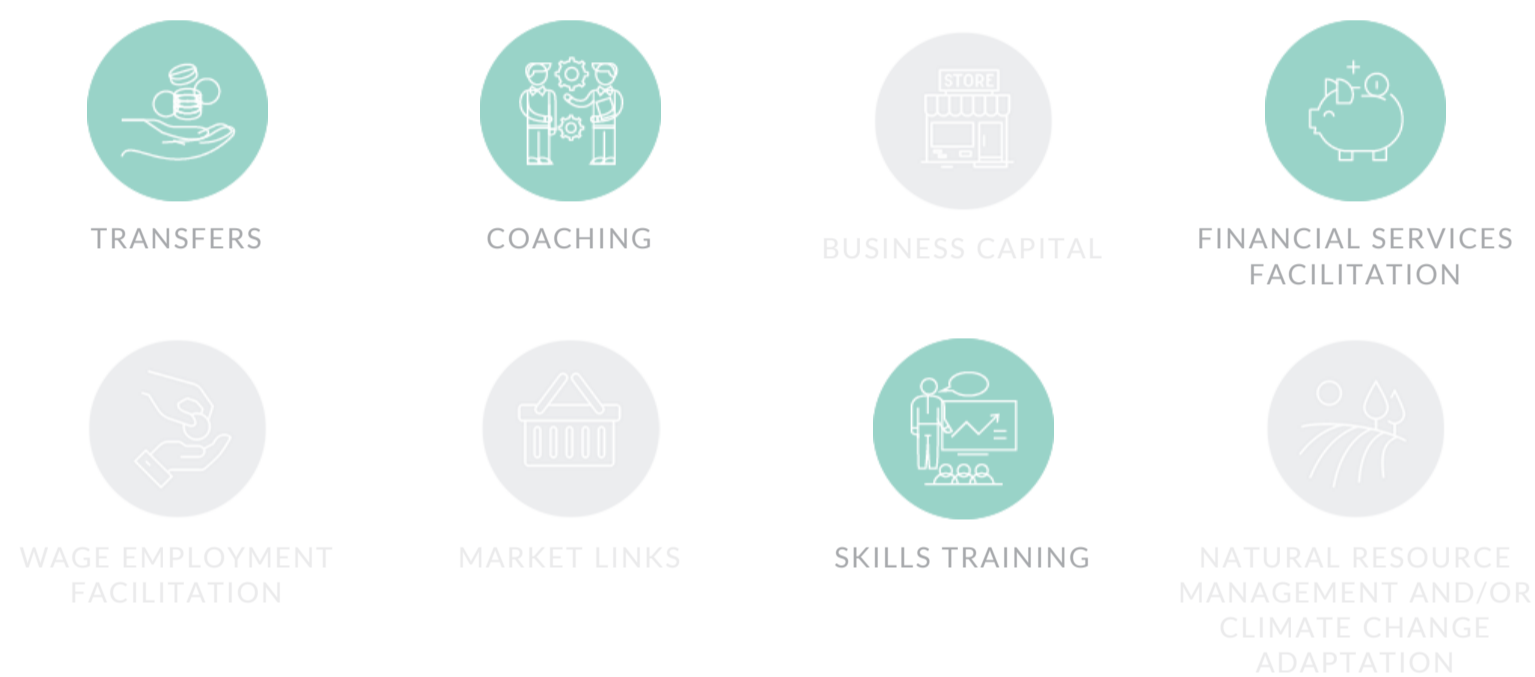 STORE
TRANSFERS
COACHING
BUSINESS CAPITAL
FINANCIAL SERVICES
FACILITATION
WAGE EMPLOYMENT
FACILITATION
MARKET LINKS
SKILLS TRAINING
NATURAL RESOURCE
MANAGEMENT AND/OR
CLIMATE CHANGE
ADAPTATION